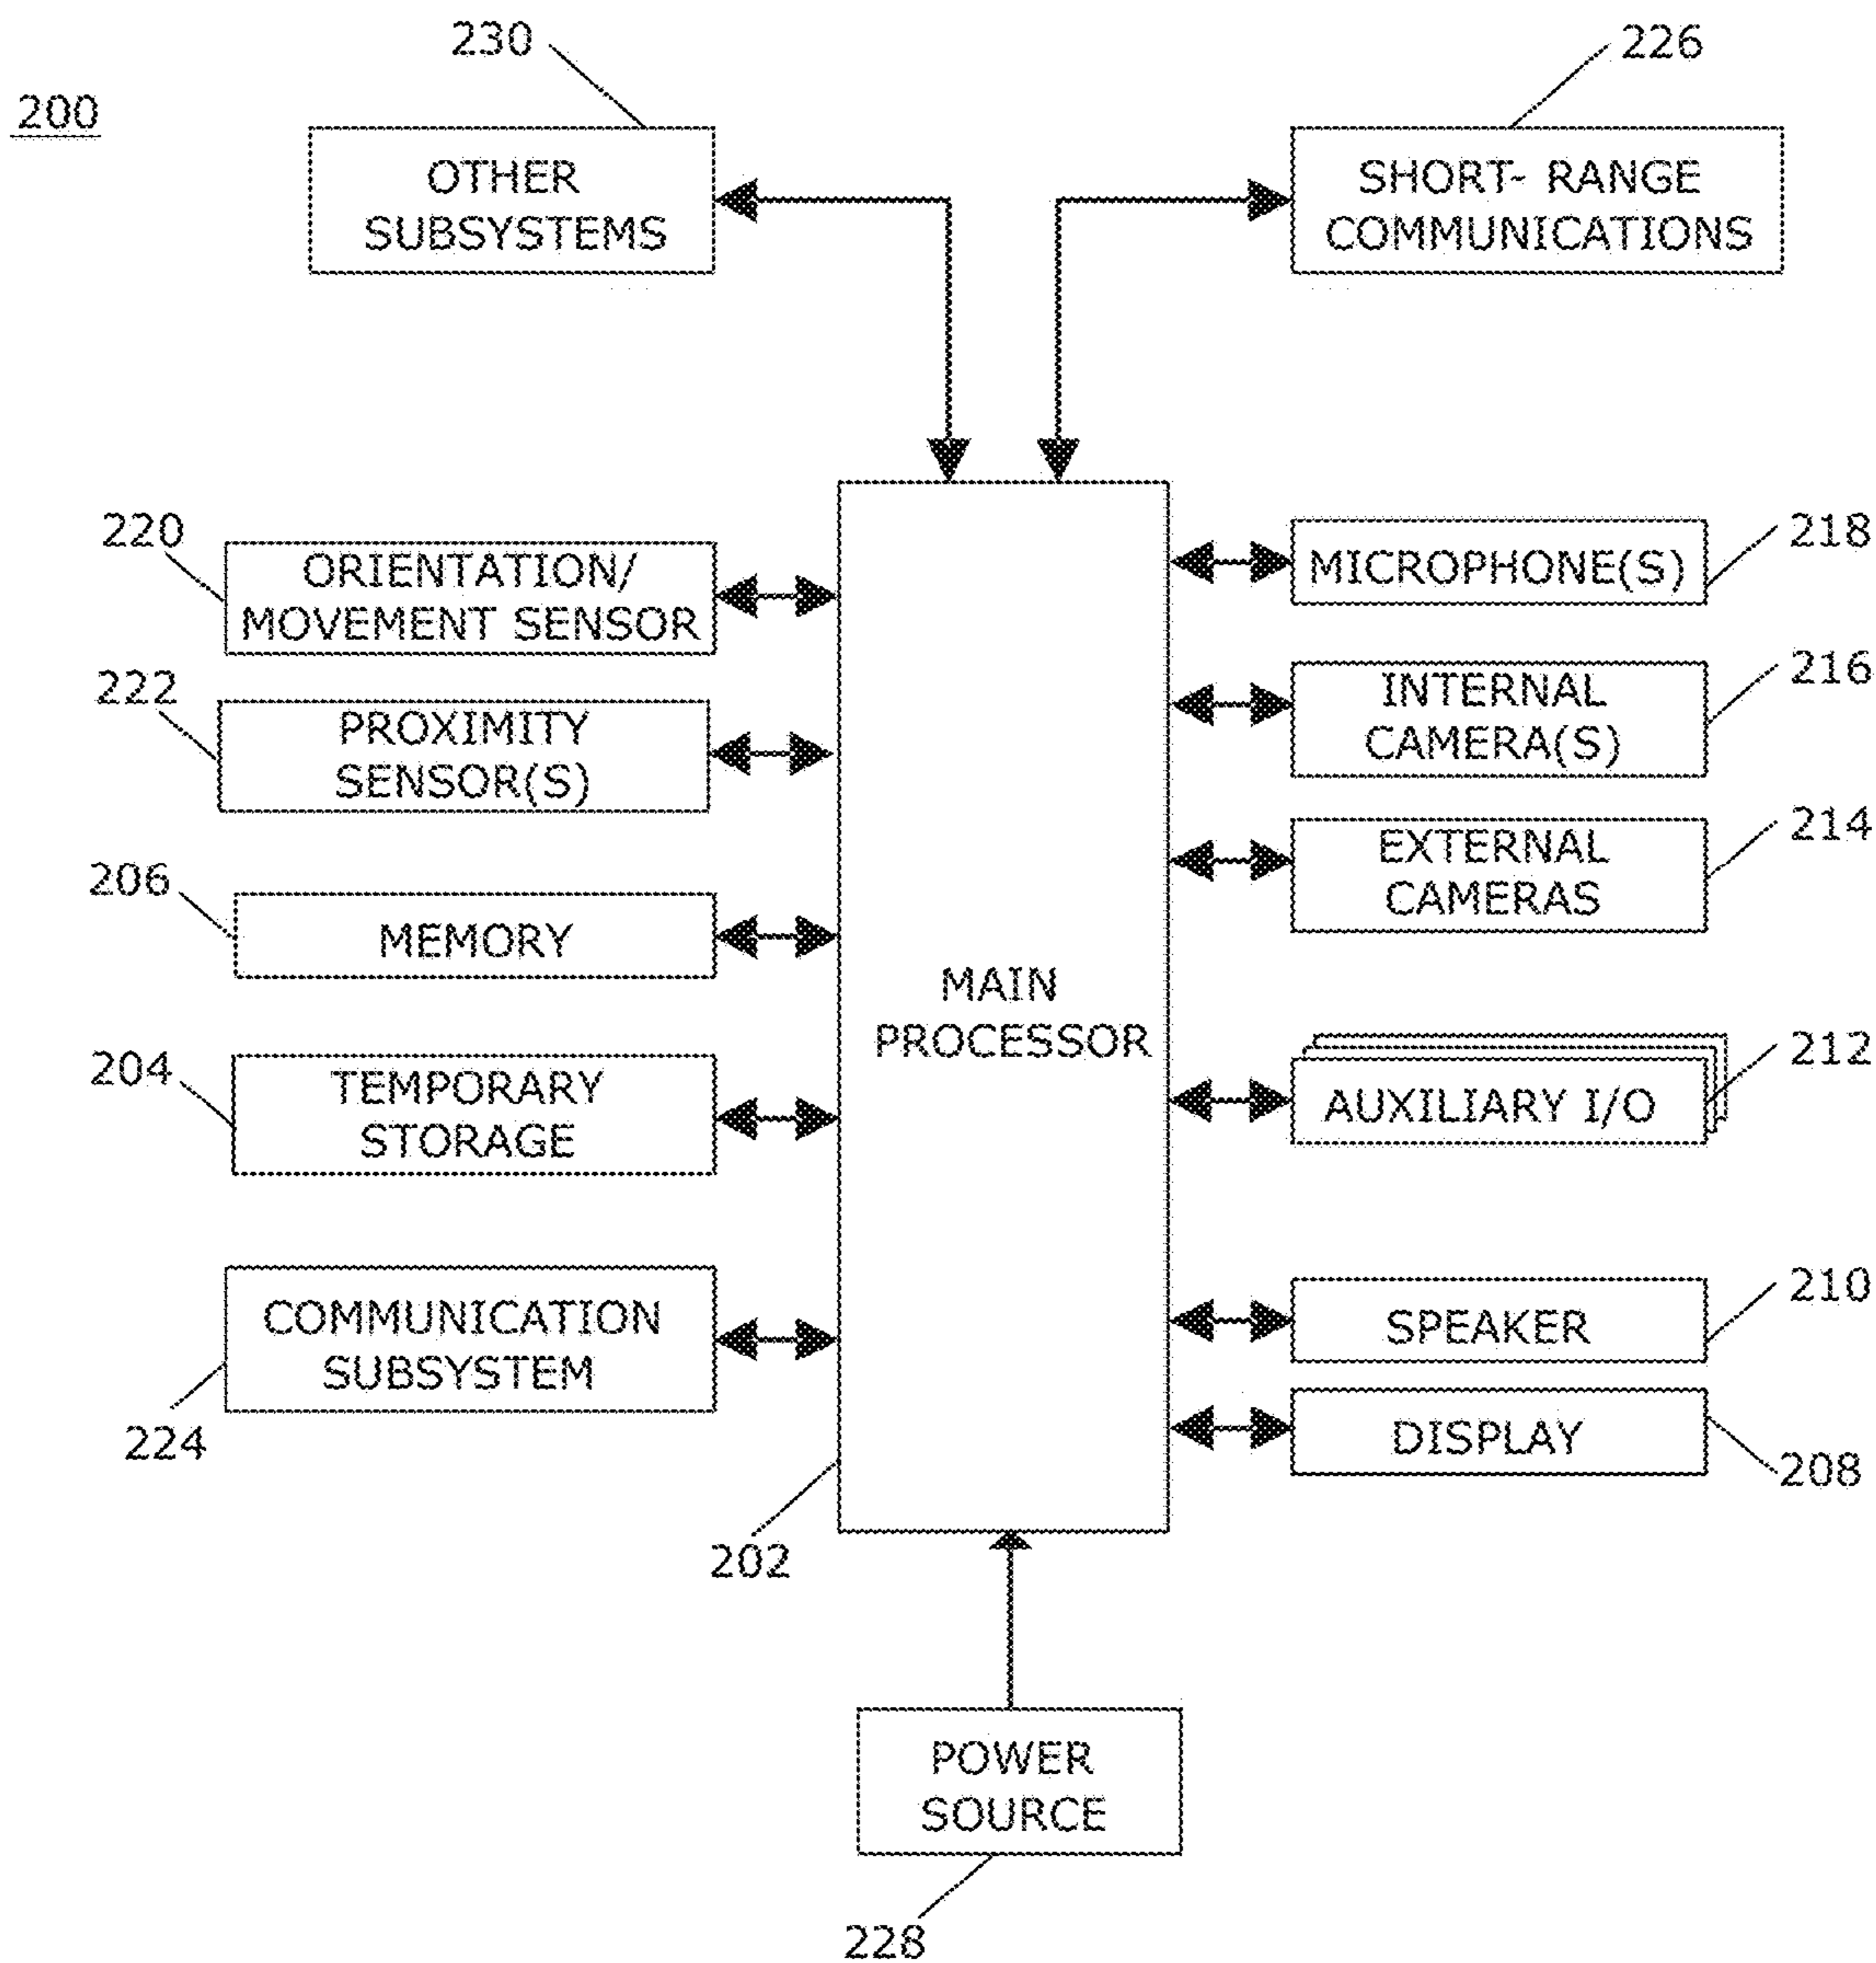 230
226
200
OTHER
SUBSYSTEMS
SHORT- RANGE
COMMUNICATIONS
220
ORIENTATION/
MOVEMENT SENSOR
222
PROXIMITY
SENSOR(S)
206
MEMORY
204
TEMPORARY
STORAGE
COMMUNICATION
SUBSYSTEM
224
MAIN
PROCESSOR
202
MICROPHONE(S)
218
INTERNAL
CAMERA(S)
216
EXTERNAL
CAMERAS
214
AUXILIARY I/O
212
SPEAKER
210
DISPLAY
208
POWER
SOURCE
228